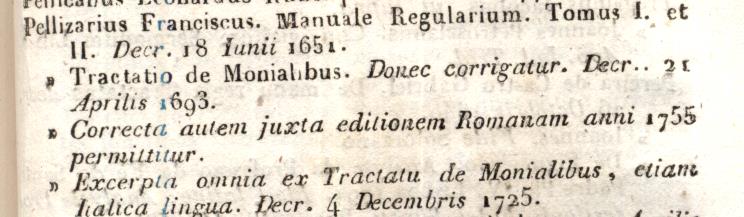 Pellizarius Franciscus. Manuale Regularium. Tomus I. et
II. Decr. 18 Iunii 1651.
» Tractatio de Monialibus. Donec corrigatur. Decr.. 21
Aprilis 1693.
» Correcta autem juxta editionem Romanam anni 1755
permittitur.
» Excerpta omnia ex Tractatu de Monialibus, etiam
Italica lingua. Decr. 4 Decembris 1725.